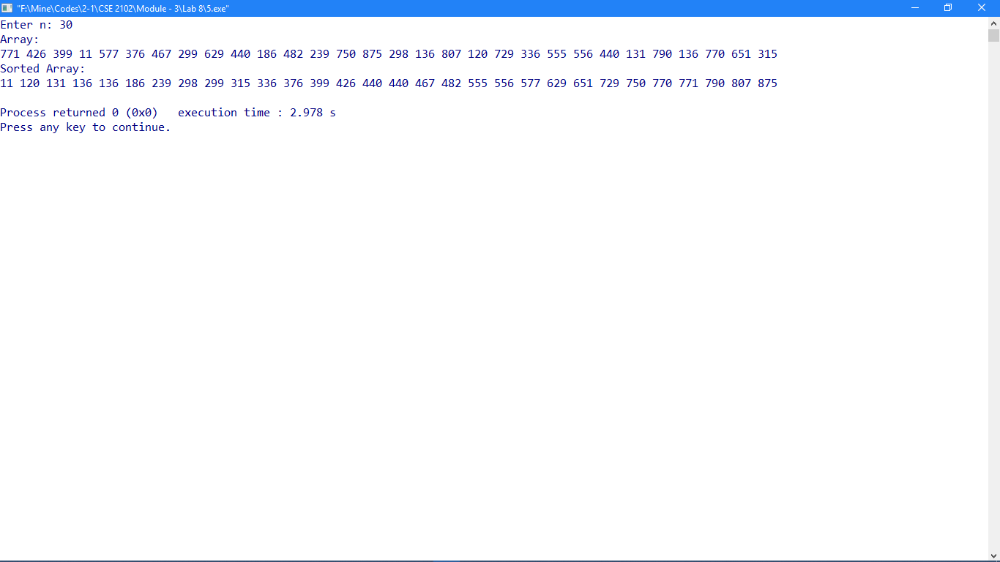 "F:\Mine\Codes\2-1\CSE 2102\Module - 3\Lab 8\5.exe"
Enter n: 30
Array:
771 426 399 11 577 376 467 299 629 440 186 482 239 750 875 298 136 807 120 729 336 555 556 440 131 790 136 770 651 315
Sorted Array:
11 120 131 136 136 186 239 298 299 315 336 376 399 426 440 440 467 482 555 556 577 629 651 729 750 770 771 790 807 875
Process returned 0 (0x0)   execution time : 2.978 s
Press any key to continue.